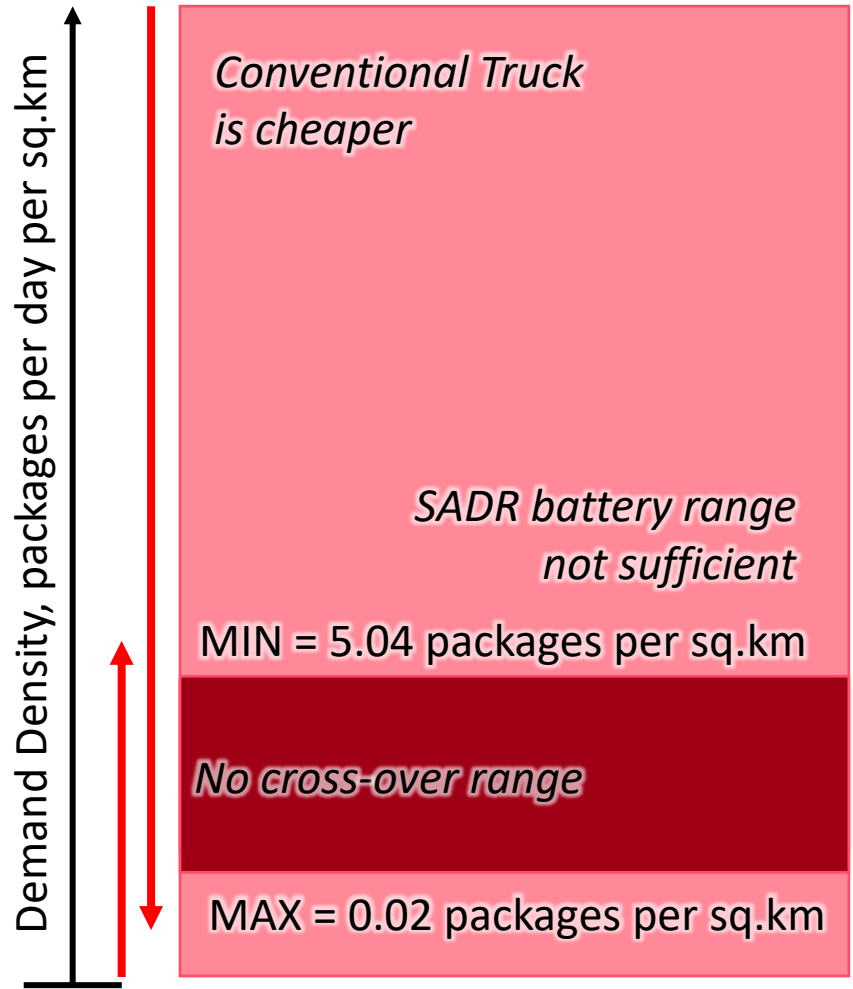 Demand Density, packages per day per sq.km
Conventional Truck
is cheaper
SADR battery range
not sufficient
MIN = 5.04 packages per sq.km
No cross-over range
MAX = 0.02 packages per sq.km